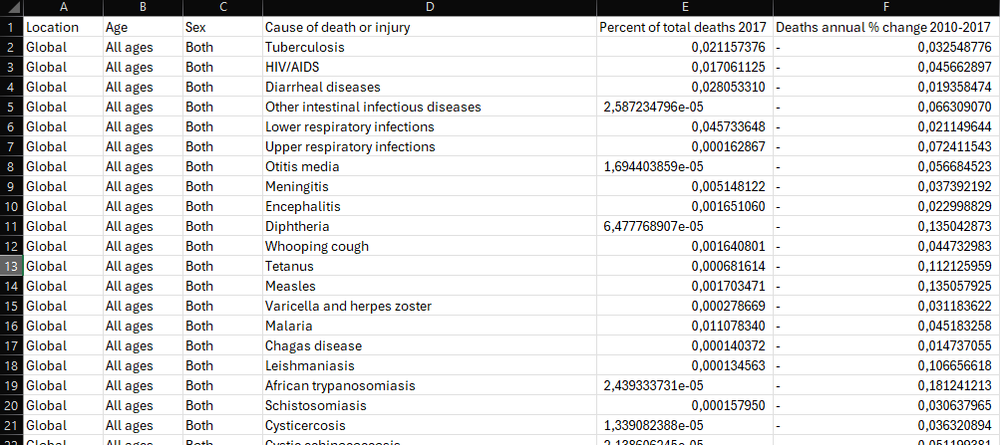 A B C D E F
1 Location Age Sex Cause of death or injury Percent of total deaths 2017 Deaths annual % change 2010-2017
2 Global All ages Both Tuberculosis 0,021157376 - 0,032548776
3 Global All ages Both HIV/AIDS 0,017061125 - 0,045662897
4 Global All ages Both Diarrheal diseases 0,028053310 - 0,019358474
5 Global All ages Both Other intestinal infectious diseases 2,587234796e-05 - 0,066309070
6 Global All ages Both Lower respiratory infections 0,045733648 - 0,021149644
7 Global All ages Both Upper respiratory infections 0,000162867 - 0,072411543
8 Global All ages Both Otitis media 1,694403859e-05 - 0,056684523
9 Global All ages Both Meningitis 0,005148122 - 0,037392192
10 Global All ages Both Encephalitis 0,001651060 - 0,022998829
11 Global All ages Both Diphtheria 6,477768907e-05 - 0,135042873
12 Global All ages Both Whooping cough 0,001640801 - 0,044732983
13 Global All ages Both Tetanus 0,000681614 - 0,112125959
14 Global All ages Both Measles 0,001703471 - 0,135057925
15 Global All ages Both Varicella and herpes zoster 0,000278669 - 0,031183622
16 Global All ages Both Malaria 0,011078340 - 0,045183258
17 Global All ages Both Chagas disease 0,000140372 - 0,014737055
18 Global All ages Both Leishmaniasis 0,000134563 - 0,106656618
19 Global All ages Both African trypanosomiasis 2,439333731e-05 - 0,181241213
20 Global All ages Both Schistosomiasis 0,000157950 - 0,030637965
21 Global All ages Both Cysticercosis 1,339082388e-05 - 0,036320894
22 Global All ages Both